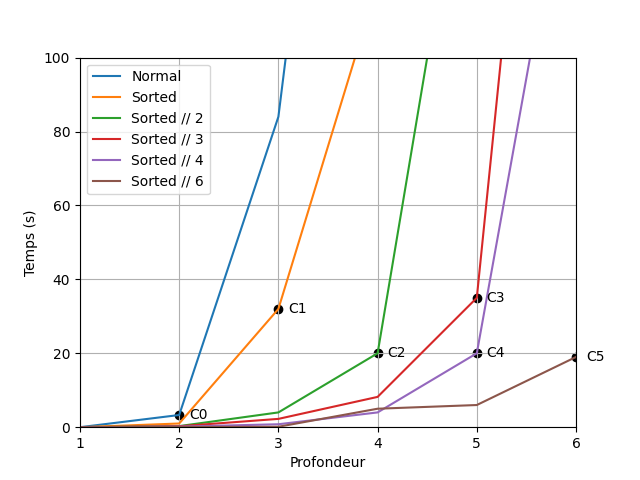 100
80
60
40
20
0
Temps (s)
Normal
Sorted
Sorted // 2
Sorted // 3
Sorted // 4
Sorted // 6
C0
C1
C2
C3
C4
C5
1 2 3 4 5 6
Profondeur